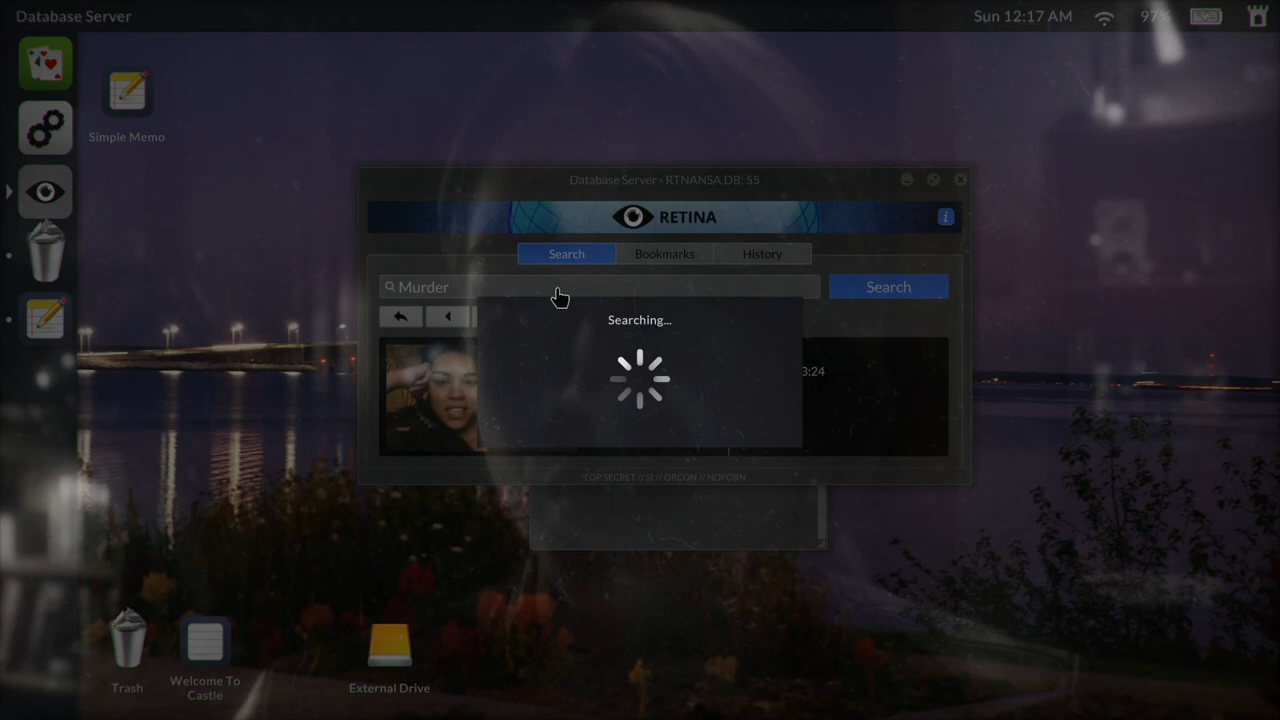 Database Server
Sun 12:17 AM
97%
Simple Memo
Database Server - RTNANSA.DB: 55
RETINA
i
Search
Bookmarks
History
Murder
Search
Searching...
3:24
TOP SECRET // SI // ORCON // NOFORN
Trash
Welcome To
Castle
External Drive